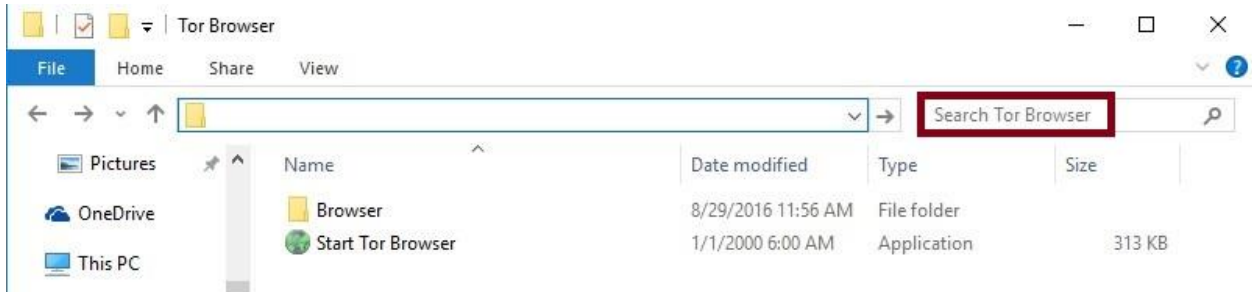 Tor Browser
File Home Share View
Search Tor Browser
Pictures Name Date modified Type Size
OneDrive Browser 8/29/2016 11:56 AM File folder
Start Tor Browser 1/1/2000 6:00 AM Application 313 KB
This PC